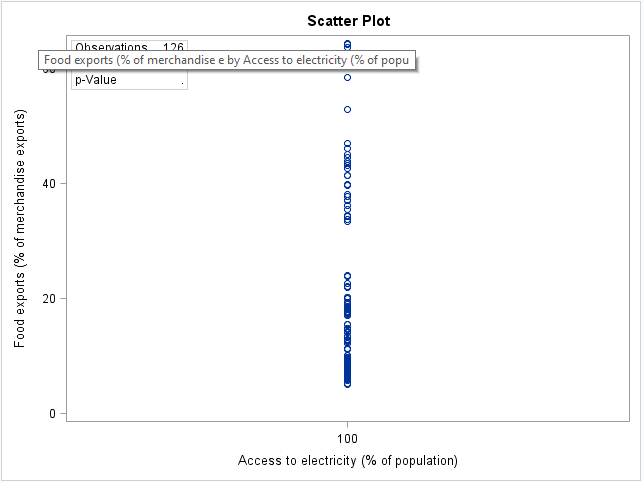 Scatter Plot
Observations 126
Food exports (% of merchandise e by Access to electricity (% of popu
p-Value .
40
20
0
100
Food exports (% of merchandise exports)
Access to electricity (% of population)